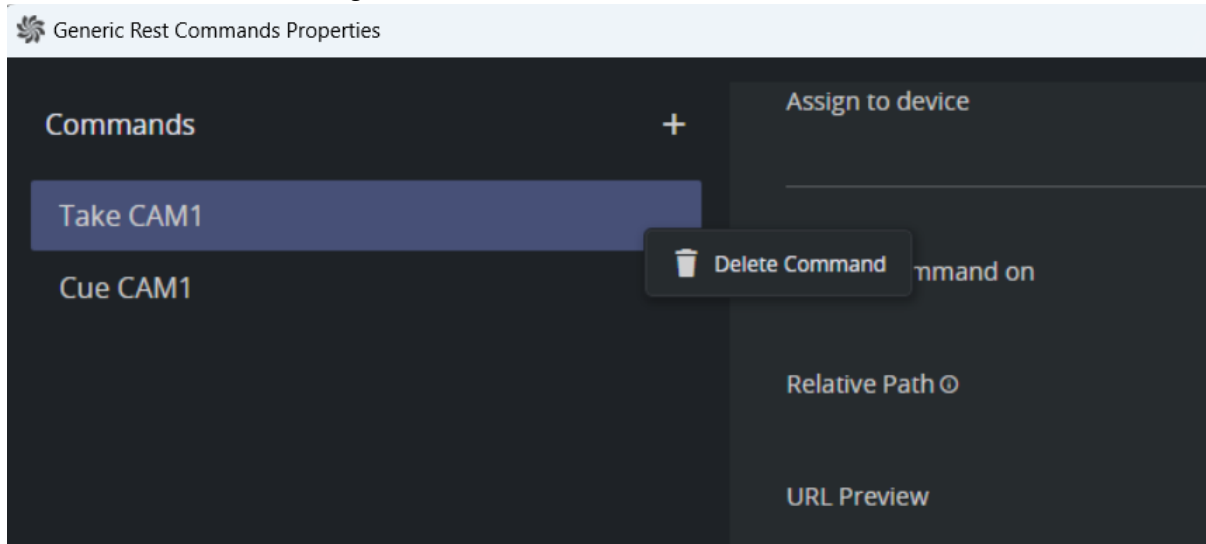 Generic Rest Commands Properties
Commands +
Take CAM1
Cue CAM1
Delete Command
Assign to device
mmand on
Relative Path
URL Preview